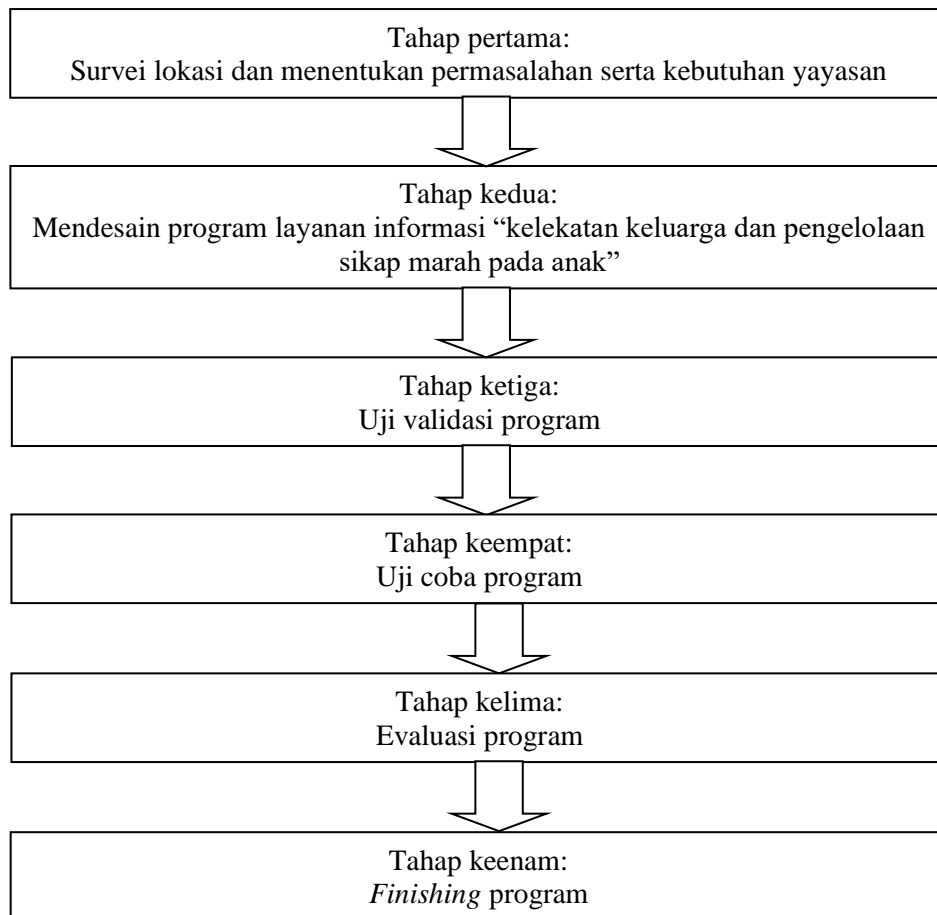 Tahap pertama:
Survei lokasi dan menentukan permasalahan serta kebutuhan yayasan
Tahap kedua:
Mendesain program layanan informasi “kelekatan keluarga dan pengelolaan
sikap marah pada anak”
Tahap ketiga:
Uji validasi program
Tahap keempat:
Uji coba program
Tahap kelima:
Evaluasi program
Tahap keenam:
Finishing program